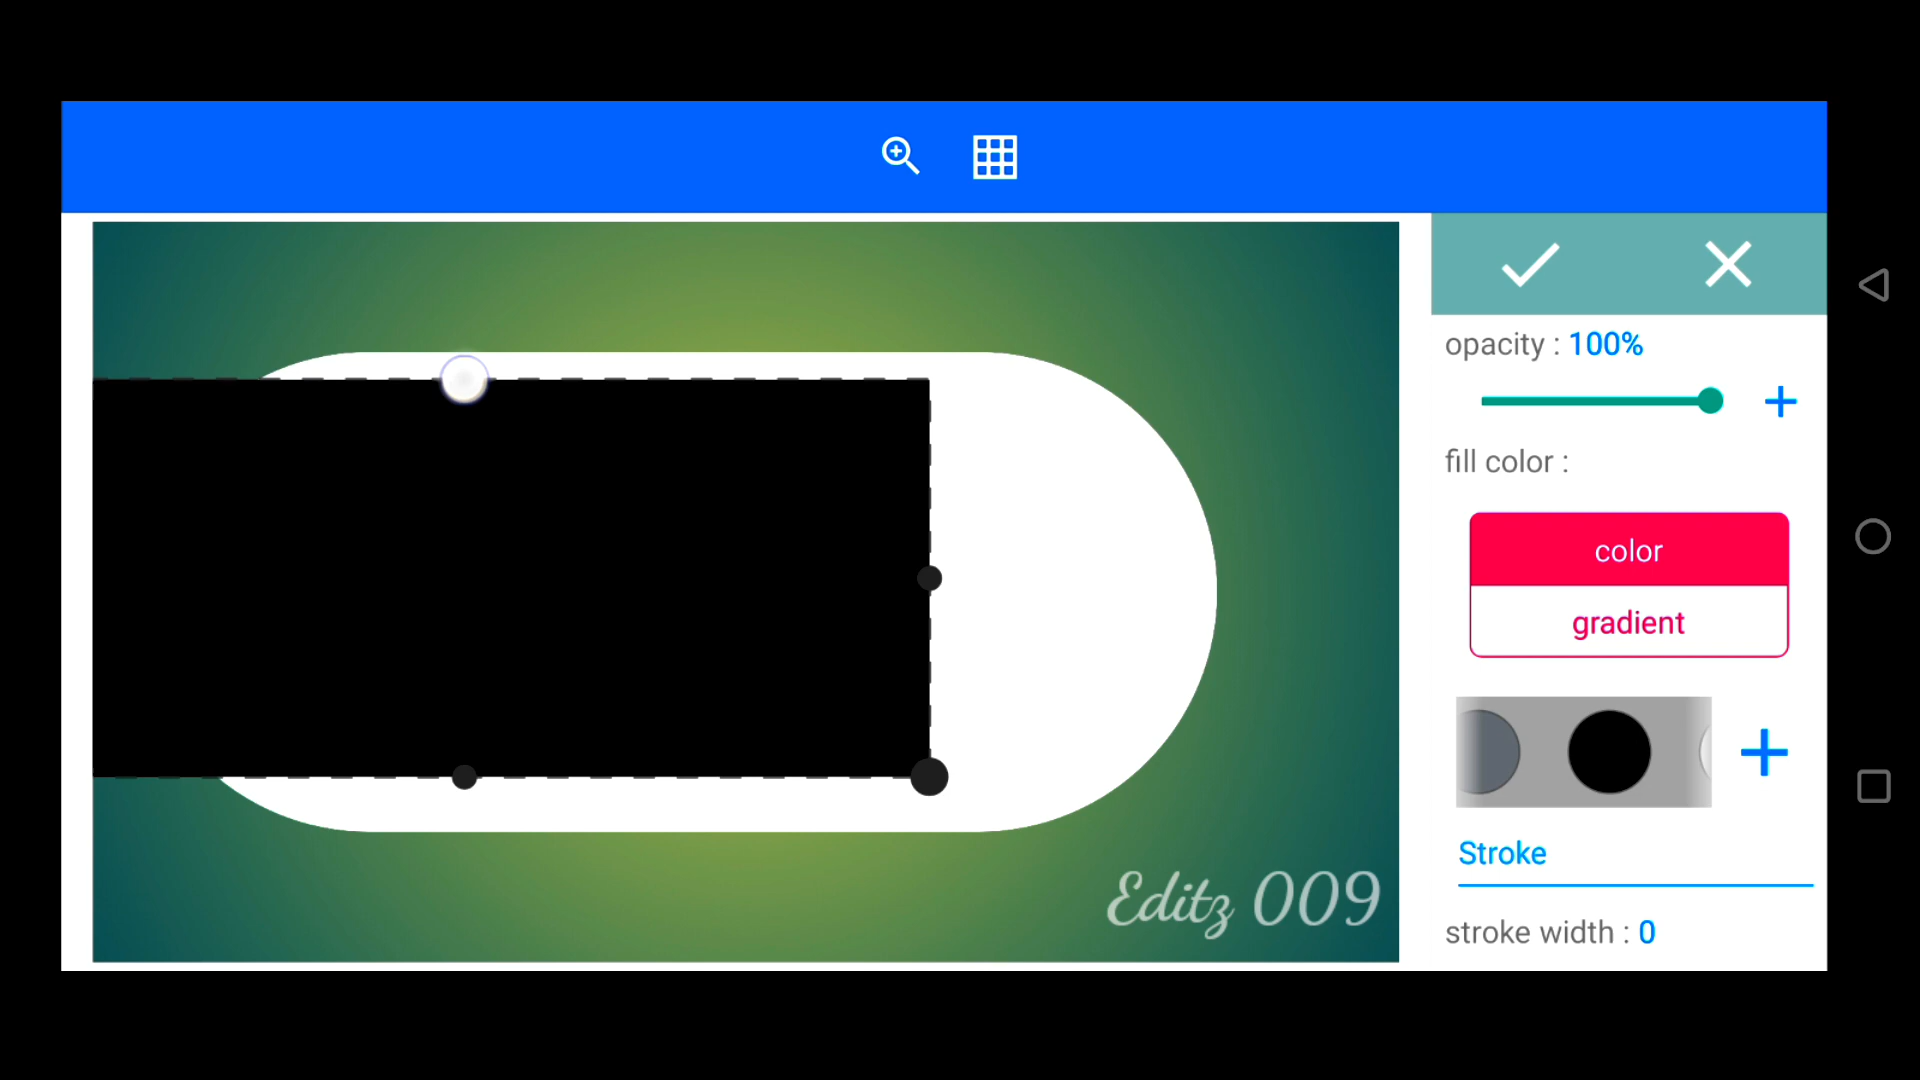 opacity : 100%
fill color :
color
gradient
Stroke
stroke width : 0
Editz 009